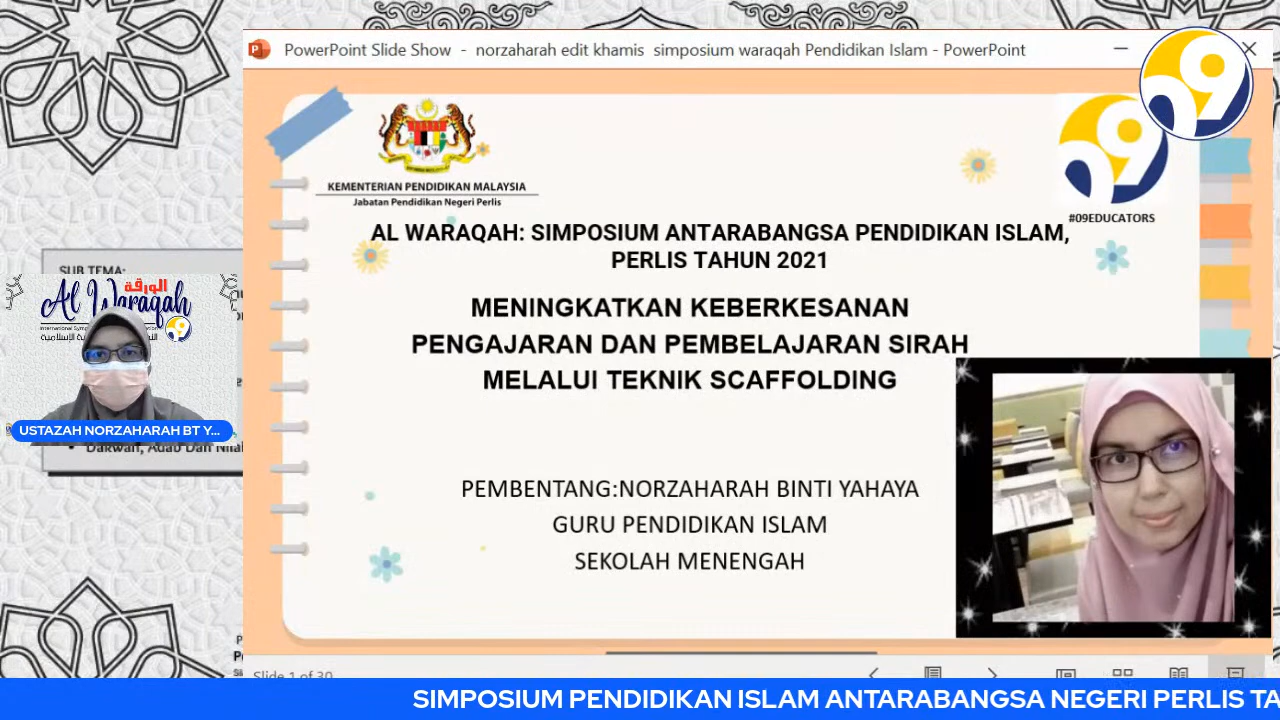 PowerPoint Slide Show - norzaharah edit khamis simposium waraqah Pendidikan Islam - PowerPoint
KEMENTERIAN PENDIDIKAN MALAYSIA
Jabatan Pendidikan Negeri Perlis
#09EDUCATORS
AL WARAQAH: SIMPOSIUM ANTARABANGSA PENDIDIKAN ISLAM,
PERLIS TAHUN 2021
MENINGKATKAN KEBERKESANAN
PENGAJARAN DAN PEMBELAJARAN SIRAH
MELALUI TEKNIK SCAFFOLDING
PEMBENTANG:NORZAHARAH BINTI YAHAYA
GURU PENDIDIKAN ISLAM
SEKOLAH MENENGAH
SUB TEMA:
الورقة
Al Waraqah
USTAZAH NORZAHARAH BT Y...
Dakwah, Adab Dan
Slide 1 of 30
SIMPOSIUM PENDIDIKAN ISLAM ANTARABANGSA NEGERI PERLIS TA